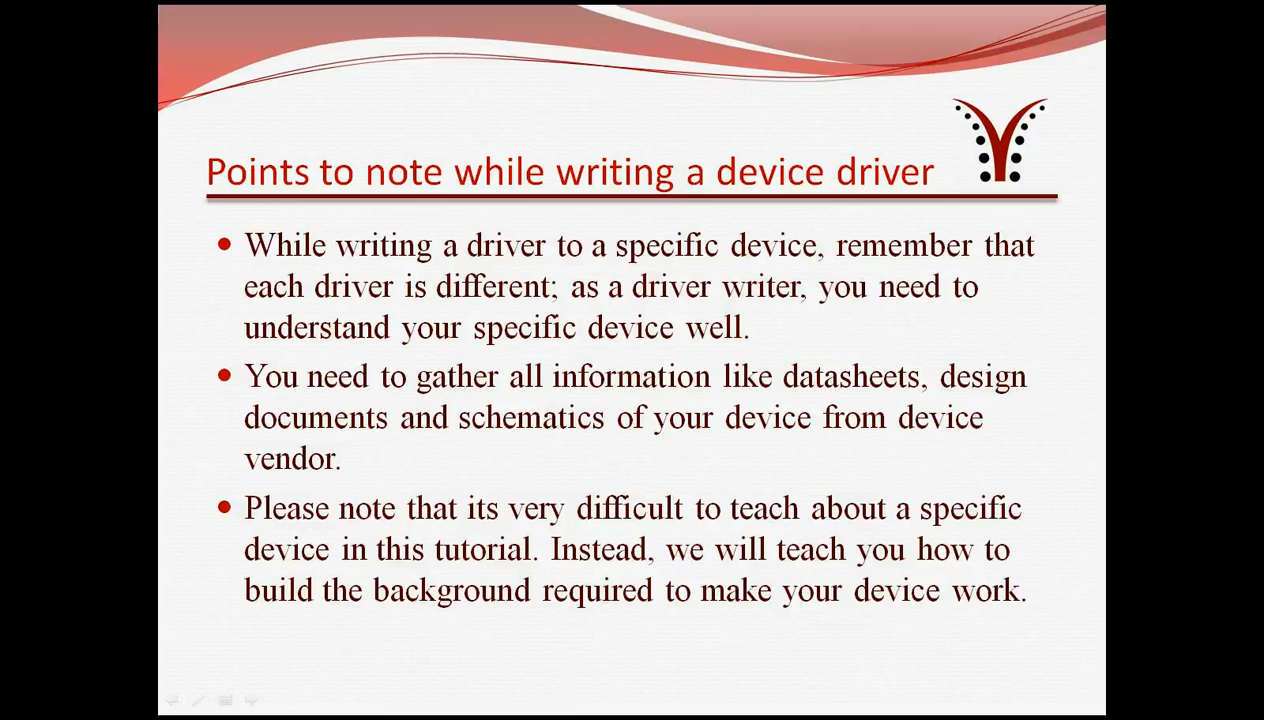 Points to note while writing a device driver
While writing a driver to a specific device, remember that
each driver is different; as a driver writer, you need to
understand your specific device well.
You need to gather all information like datasheets, design
documents and schematics of your device from device
vendor.
Please note that its very difficult to teach about a specific
device in this tutorial. Instead, we will teach you how to
build the background required to make your device work.